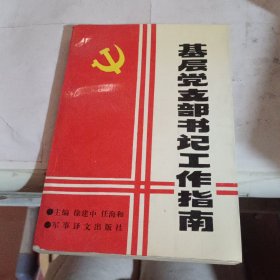 基层党支部书记工作指南
●主编 徐建中 任海和
●军事译文出版社